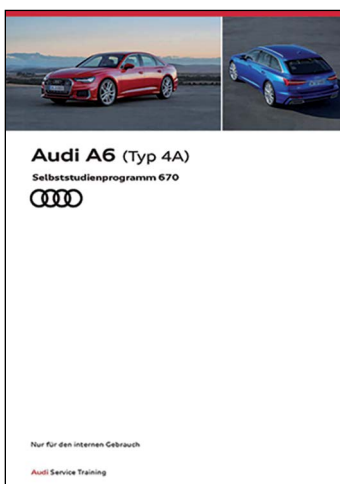 Audi A6 (Typ 4A)
Selbststudienprogramm 670
Nur für den internen Gebrauch
Audi Service Training